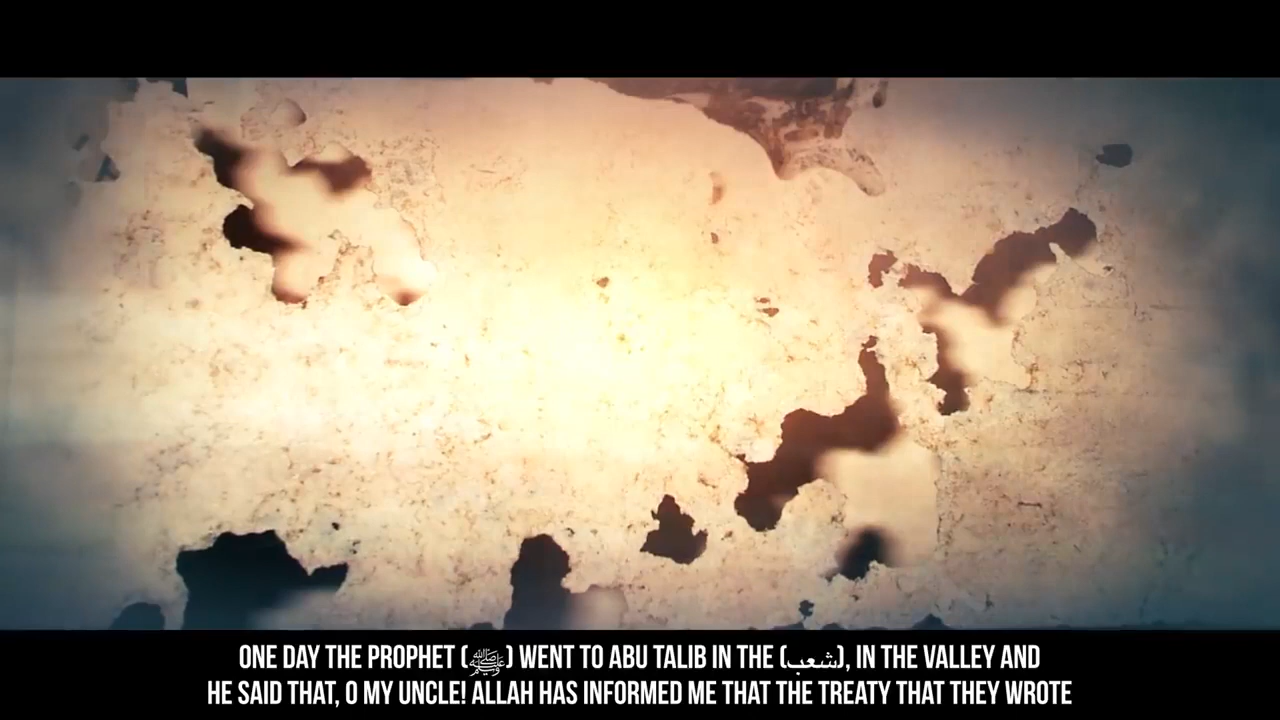 ONE DAY THE PROPHET (ﷺ) WENT TO ABU TALIB IN THE (شعب), IN THE VALLEY AND
HE SAID THAT, O MY UNCLE! ALLAH HAS INFORMED ME THAT THE TREATY THAT THEY WROTE